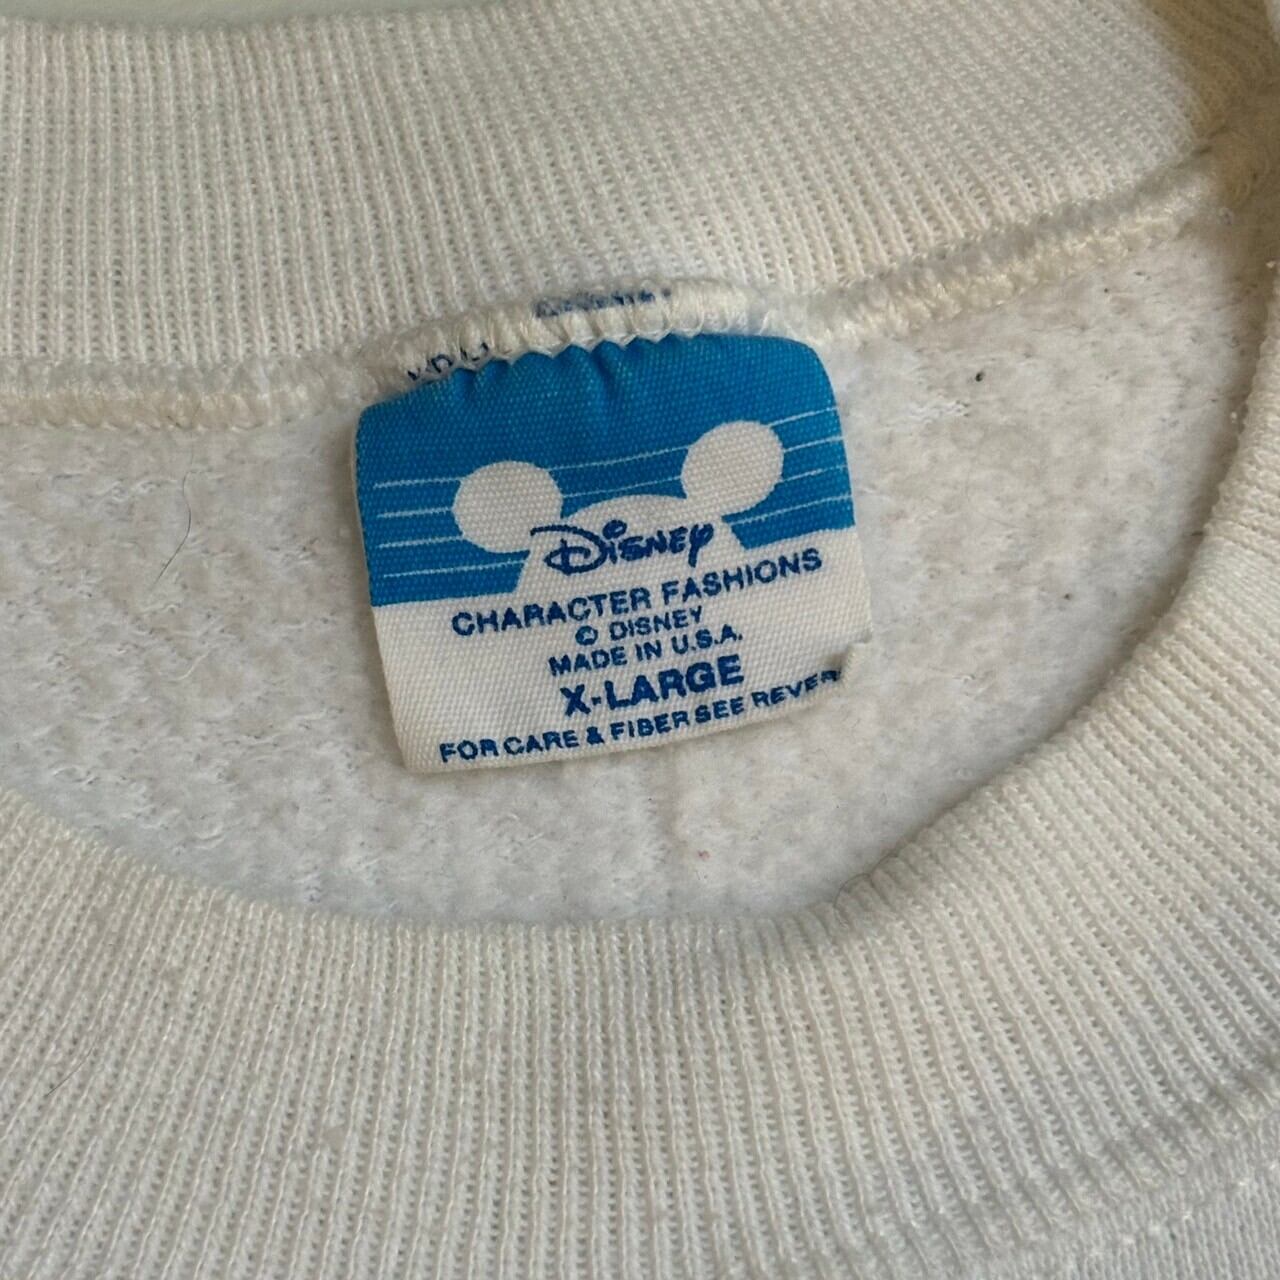 Disney
CHARACTER FASHIONS
© DISNEY
MADE IN U.S.A.
X-LARGE
FOR CARE & FIBER SEE REVER